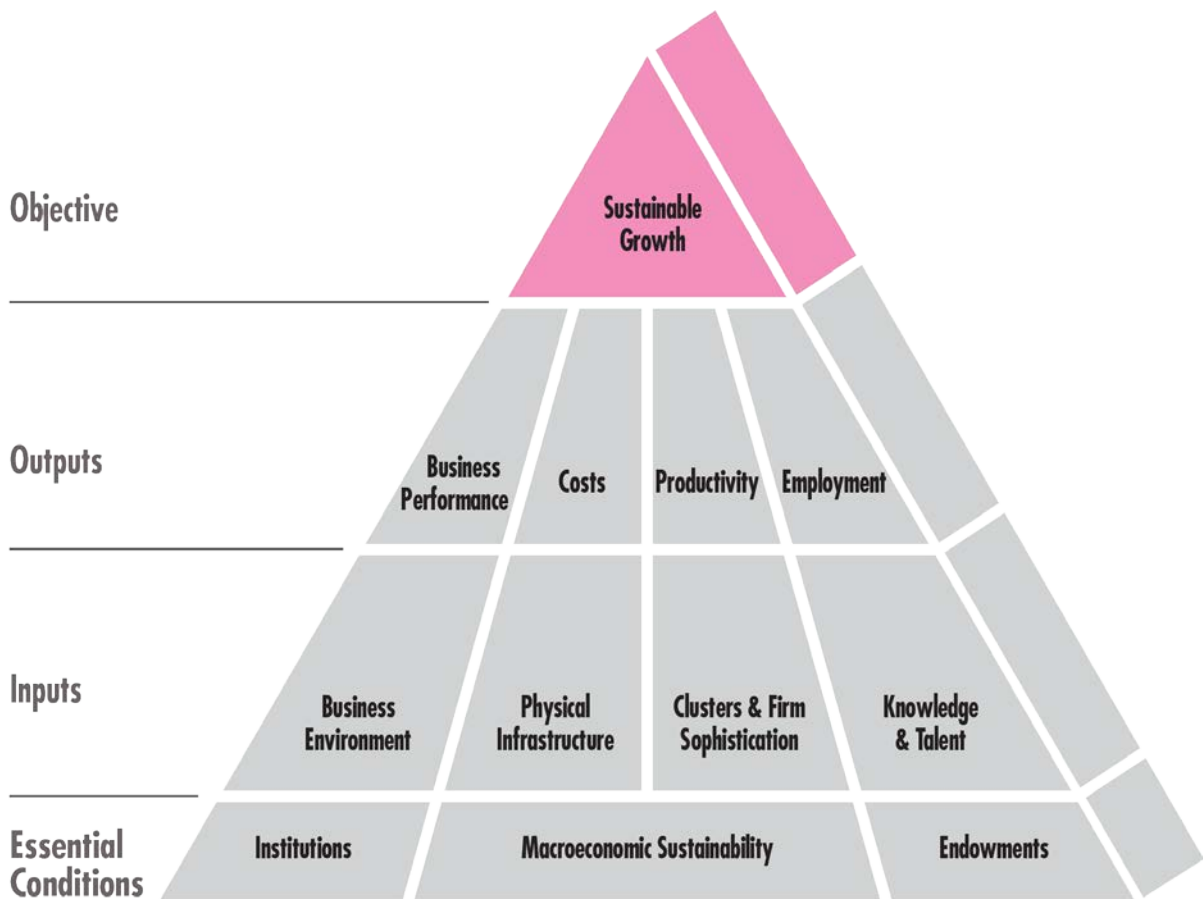 Objective
Sustainable
Growth
Outputs
Business
Performance
Costs
Productivity
Employment
Inputs
Business
Environment
Physical
Infrastructure
Clusters & Firm
Sophistication
Knowledge
& Talent
Essential
Conditions
Institutions
Macroeconomic Sustainability
Endowments